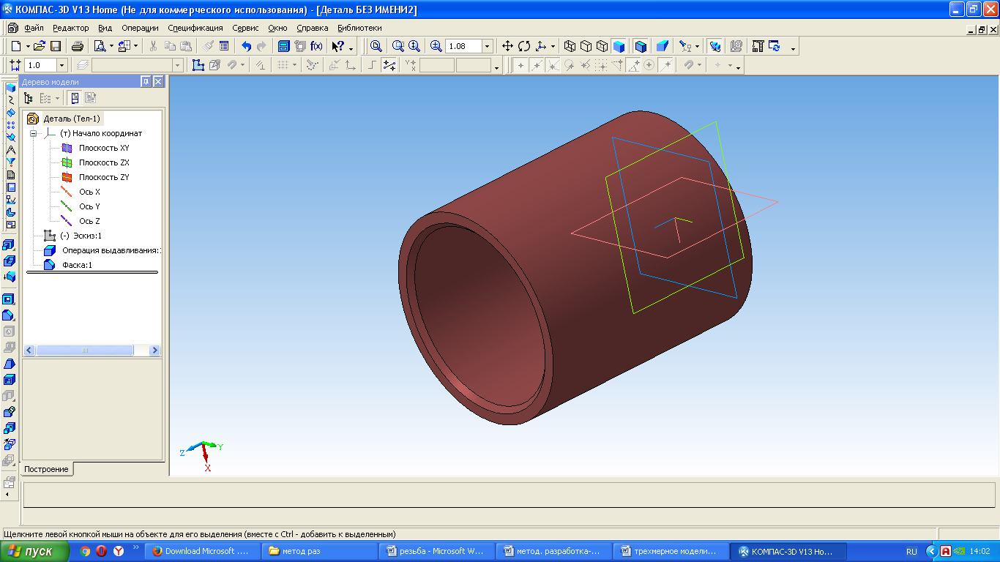 КОМПАС-3D V13 Home (Не для коммерческого использования) - [Деталь БЕЗ ИМЕНИ2]
Файл Редактор Вид Операции Спецификация Сервис Окно Справка Библиотеки
f(x) 1.08
1.0
Дерево модели
Деталь (Тел-1)
(т) Начало координат
Плоскость XY
Плоскость ZX
Плоскость ZY
Ось X
Ось Y
Ось Z
(-) Эскиз:1
Операция выдавливания:
Фаска:1
Z Y
X
Построение
Щелкните левой кнопкой мыши на объекте для его выделения (вместе с Ctrl - добавить к выделенным)
пуск Download Microsoft .... метод раз резьба - Microsoft W... метод. разработка-... трехмерное модели... КОМПАС-3D V13 Ho... RU 14:02